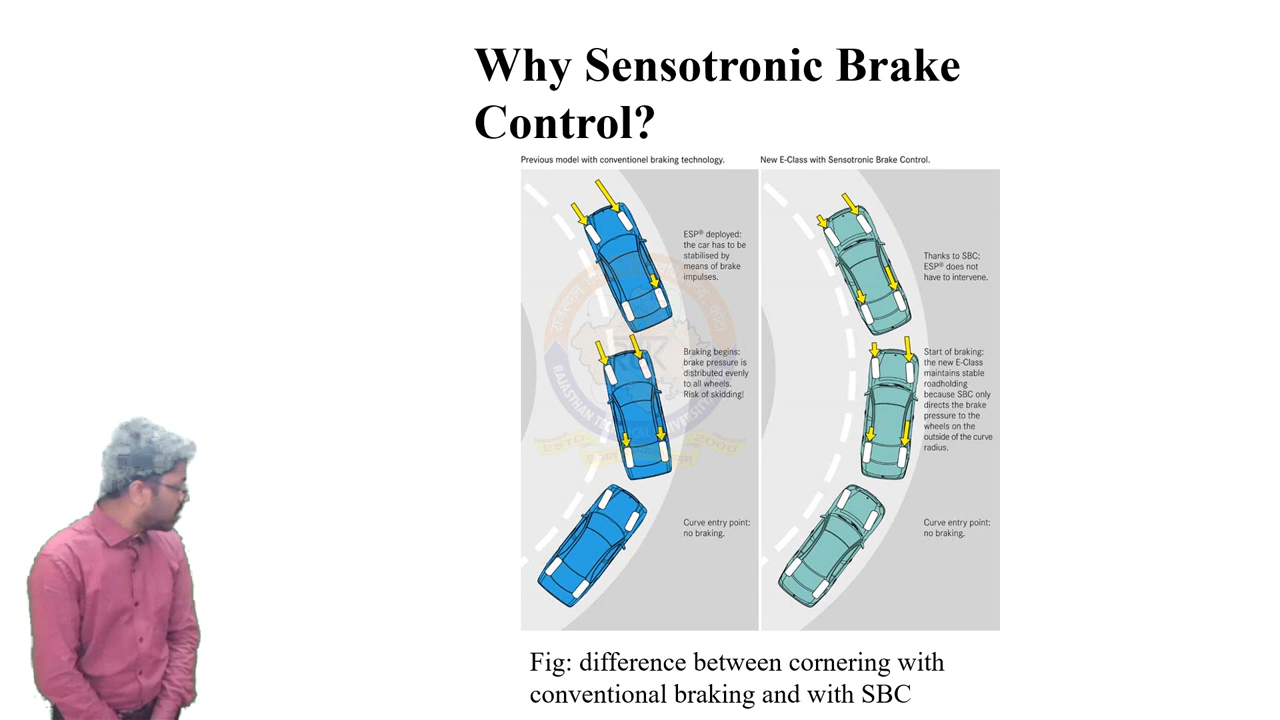 Why Sensotronic Brake
Control?
Previous model with conventionel braking technology.
ESP® deployed:
the car has to be
stabilised by
means of brake
impulses.
Braking begins:
brake pressure is
distributed evenly
to all wheels.
Risk of skidding!
Curve entry point:
no braking.
New E-Class with Sensotronic Brake Control.
Thanks to SBC:
ESP® does not
have to intervene.
Start of braking:
the new E-Class
maintains stable
roadholding
because SBC only
directs the brake
pressure to the
wheels on the
outside of the curve
radius.
Curve entry point:
no braking.
Fig: difference between cornering with
conventional braking and with SBC